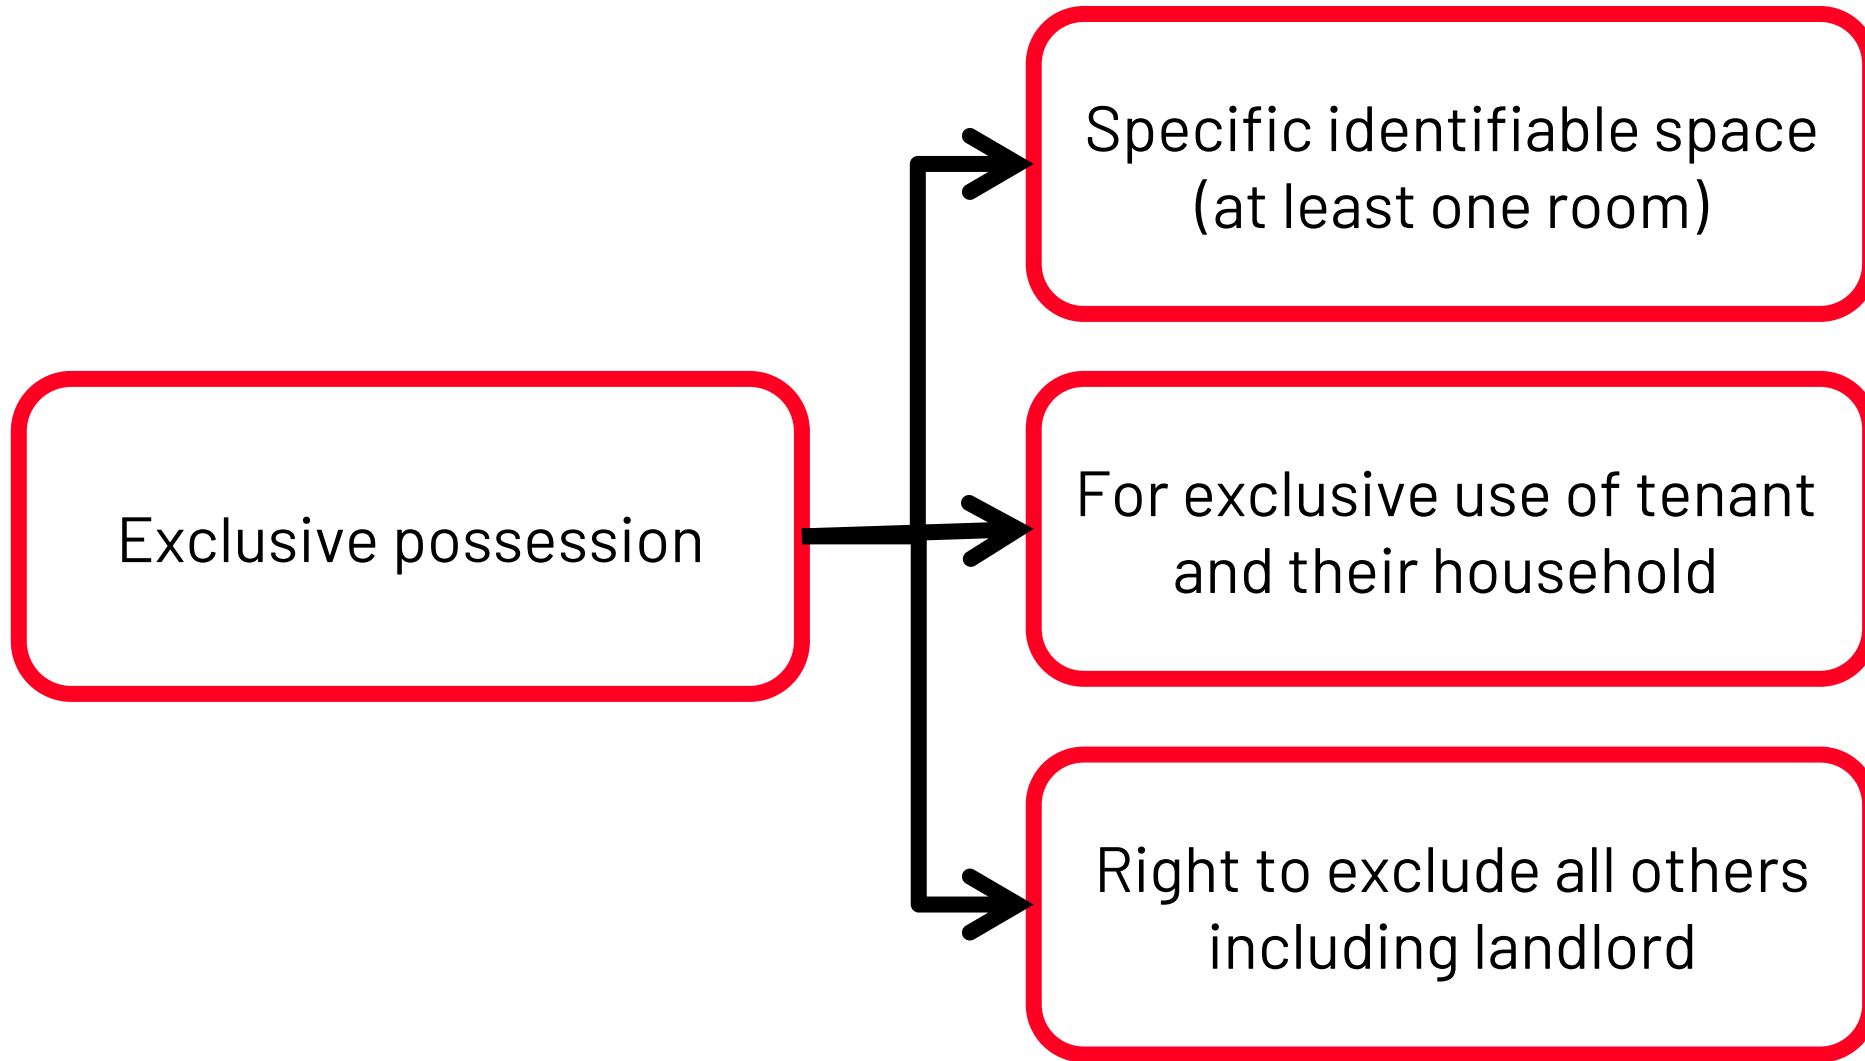 Exclusive possession
Specific identifiable space
(at least one room)
For exclusive use of tenant
and their household
Right to exclude all others
including landlord